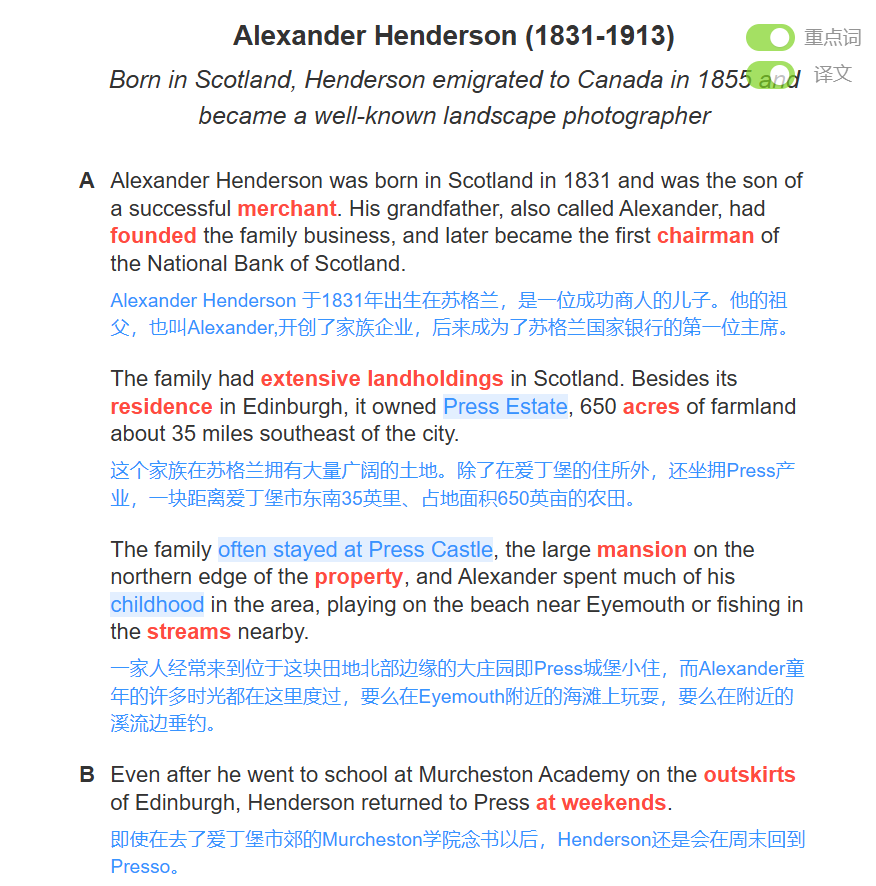 Alexander Henderson (1831-1913)
重点词
Born in Scotland, Henderson emigrated to Canada in 1855 and
译文
became a well-known landscape photographer
A Alexander Henderson was born in Scotland in 1831 and was the son of
a successful merchant. His grandfather, also called Alexander, had
founded the family business, and later became the first chairman of
the National Bank of Scotland.
Alexander Henderson 于1831年出生在苏格兰，是一位成功商人的儿子。他的祖
父，也叫Alexander,开创了家族企业，后来成为了苏格兰国家银行的第一位主席。
The family had extensive landholdings in Scotland. Besides its
residence in Edinburgh, it owned Press Estate, 650 acres of farmland
about 35 miles southeast of the city.
这个家族在苏格兰拥有大量广阔的土地。除了在爱丁堡的住所外，还坐拥Press产
业，一块距离爱丁堡市东南35英里、占地面积650英亩的农田。
The family often stayed at Press Castle, the large mansion on the
northern edge of the property, and Alexander spent much of his
childhood in the area, playing on the beach near Eyemouth or fishing in
the streams nearby.
一家人经常来到位于这块田地北部边缘的大庄园即Press城堡小住，而Alexander童
年的许多时光都在这里度过，要么在Eyemouth附近的海滩上玩耍，要么在附近的
溪流边垂钓。
B Even after he went to school at Murcheston Academy on the outskirts
of Edinburgh, Henderson returned to Press at weekends.
即使在去了爱丁堡市郊的Murcheston学院念书以后，Henderson还是会在周末回到
Presso。